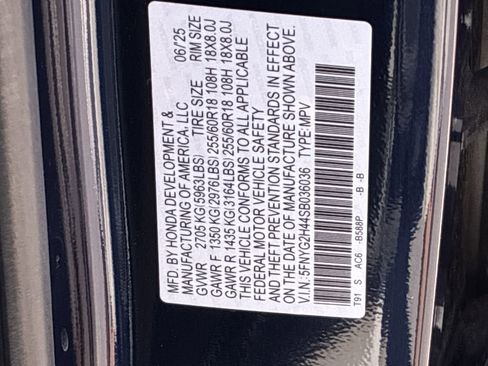 MFD. BY HONDA DEVELOPMENT & 06/25
MANUFACTURING OF AMERICA, LLC
GVWR 2705 KG(5963LBS) TIRE SIZE RIM SIZE
GAWR F 1350 KG(2976LBS) 255/60R18 108H 18X8.0J
GAWR R 1435 KG(3164LBS) 255/60R18 108H 18X8.0J
THIS VEHICLE CONFORMS TO ALL APPLICABLE
FEDERAL MOTOR VEHICLE SAFETY
AND THEFT PREVENTION STANDARDS IN EFFECT
ON THE DATE OF MANUFACTURE SHOWN ABOVE.
V.I.N: 5FNYG2H44SB036036 TYPE:MPV
T91 S AC6 -B588P -B -B